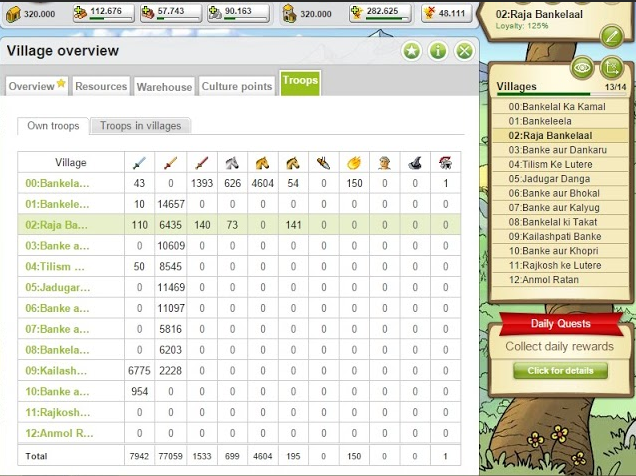 320.000 112.676 57.743 90.163 320.000 282.625 48.111
02:Raja Bankelaal
Loyalty: 125%
Village overview
Overview Resources Warehouse Culture points Troops
Own troops Troops in villages
Village
00:Bankela... 43 0 1393 626 4604 54 0 150 0 0 1
01:Bankele... 10 14657 0 0 0 0 0 0 0 0 0
02:Raja Ba... 110 6435 140 73 0 141 0 0 0 0 0
03:Banke a... 0 10609 0 0 0 0 0 0 0 0 0
04:Tilism ... 50 8545 0 0 0 0 0 0 0 0 0
05:Jadugar... 0 11469 0 0 0 0 0 0 0 0 0
06:Banke a... 0 11097 0 0 0 0 0 0 0 0 0
07:Banke a... 0 5816 0 0 0 0 0 0 0 0 0
08:Bankela... 0 6203 0 0 0 0 0 0 0 0 0
09:Kailash... 6775 2228 0 0 0 0 0 0 0 0 0
10:Banke a... 954 0 0 0 0 0 0 0 0 0 0
11:Rajkosh... 0 0 0 0 0 0 0 0 0 0 0
12:Anmol R... 0 0 0 0 0 0 0 0 0 0 0
Total 7942 77059 1533 699 4604 195 0 150 0 0 1
Villages 13/14
00:Bankelal Ka Kamal
01:Bankeleela
02:Raja Bankelaal
03:Banke aur Dankaru
04:Tilism Ke Lutere
05:Jadugar Danga
06:Banke aur Bhokal
07:Banke aur Kalyug
08:Bankelal ki Takat
09:Kailashpati Banke
10:Banke aur Khopri
11:Rajkosh ke Lutere
12:Anmol Ratan
Daily Quests
Collect daily rewards
Click for details